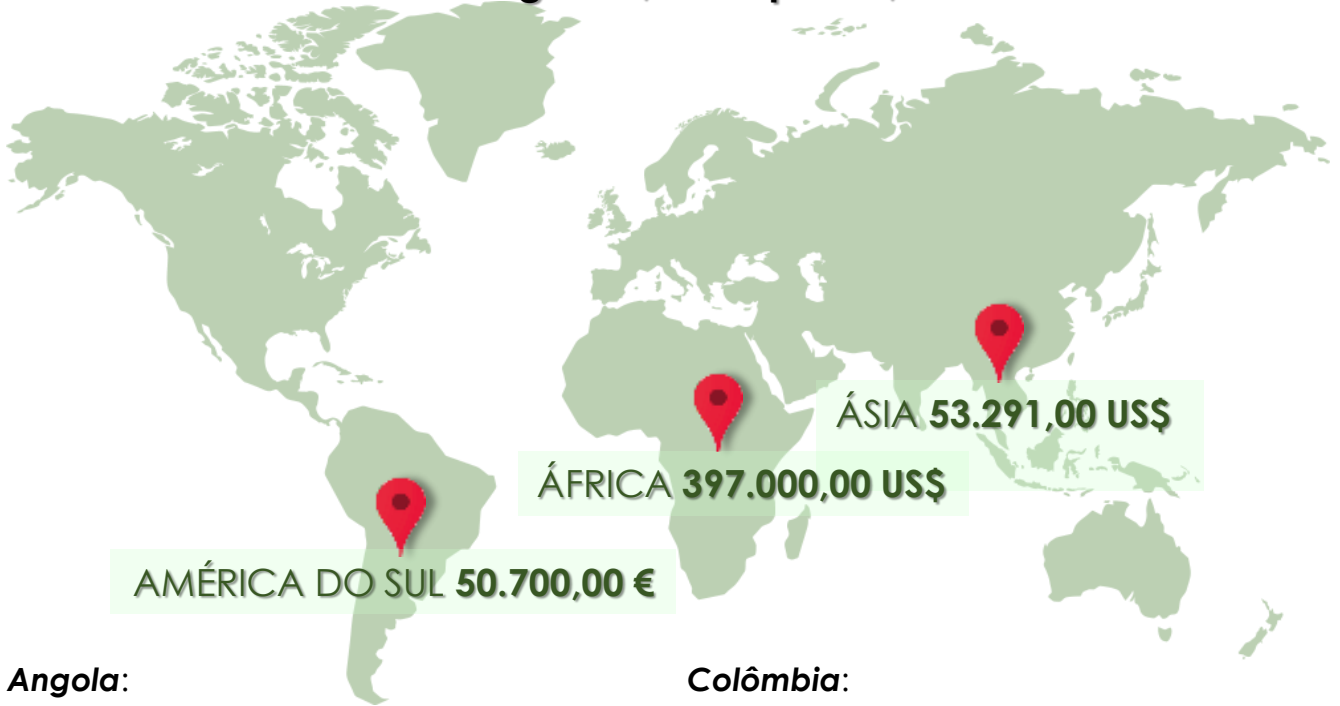 ÁSIA 53.291,00 US$
ÁFRICA 397.000,00 US$
AMÉRICA DO SUL 50.700,00 €
Angola:
Colômbia: